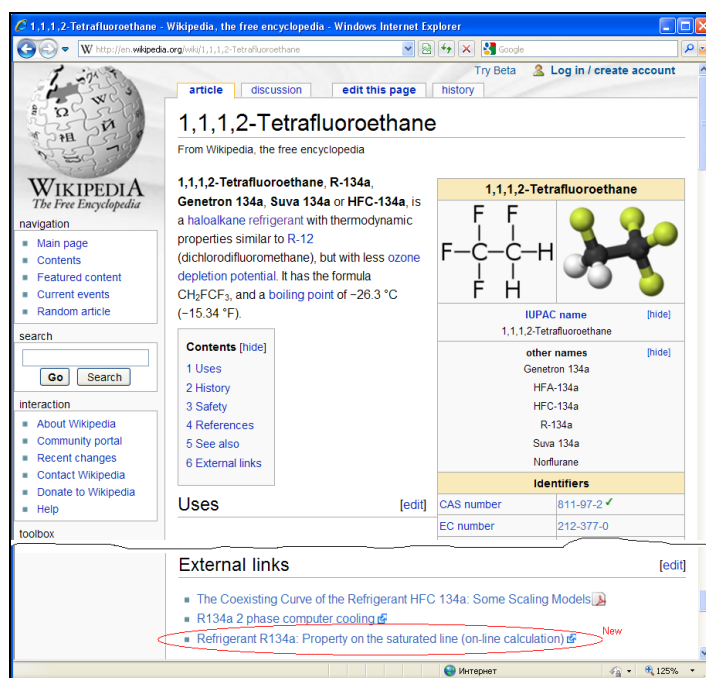 1,1,1,2-Tetrafluoroethane - Wikipedia, the free encyclopedia - Windows Internet Explorer
W http://en.wikipedia.org/wiki/1,1,1,2-Tetrafluoroethane
Google
Try Beta Log in / create account
article discussion edit this page history
1,1,1,2-Tetrafluoroethane
From Wikipedia, the free encyclopedia
WIKIPEDIA
The Free Encyclopedia
navigation
Main page
Contents
Featured content
Current events
Random article
search
Go Search
interaction
About Wikipedia
Community portal
Recent changes
Contact Wikipedia
Donate to Wikipedia
Help
toolbox
1,1,1,2-Tetrafluoroethane, R-134a,
Genetron 134a, Suva 134a or HFC-134a, is
a haloalkane refrigerant with thermodynamic
properties similar to R-12
(dichlorodifluoromethane), but with less ozone
depletion potential. It has the formula
CH₂FCF₃, and a boiling point of −26.3 °C
(−15.34 °F).
Contents [hide]
1 Uses
2 History
3 Safety
4 References
5 See also
6 External links
Uses [edit]
1,1,1,2-Tetrafluoroethane
F F
F C C H
F H
IUPAC name [hide]
1,1,1,2-Tetrafluoroethane
other names [hide]
Genetron 134a
HFA-134a
HFC-134a
R-134a
Suva 134a
Norflurane
Identifiers
CAS number 811-97-2
EC number 212-377-0
External links [edit]
The Coexisting Curve of the Refrigerant HFC 134a: Some Scaling Models
R134a 2 phase computer cooling
Refrigerant R134a: Property on the saturated line (on-line calculation)
New
Интернет 125%